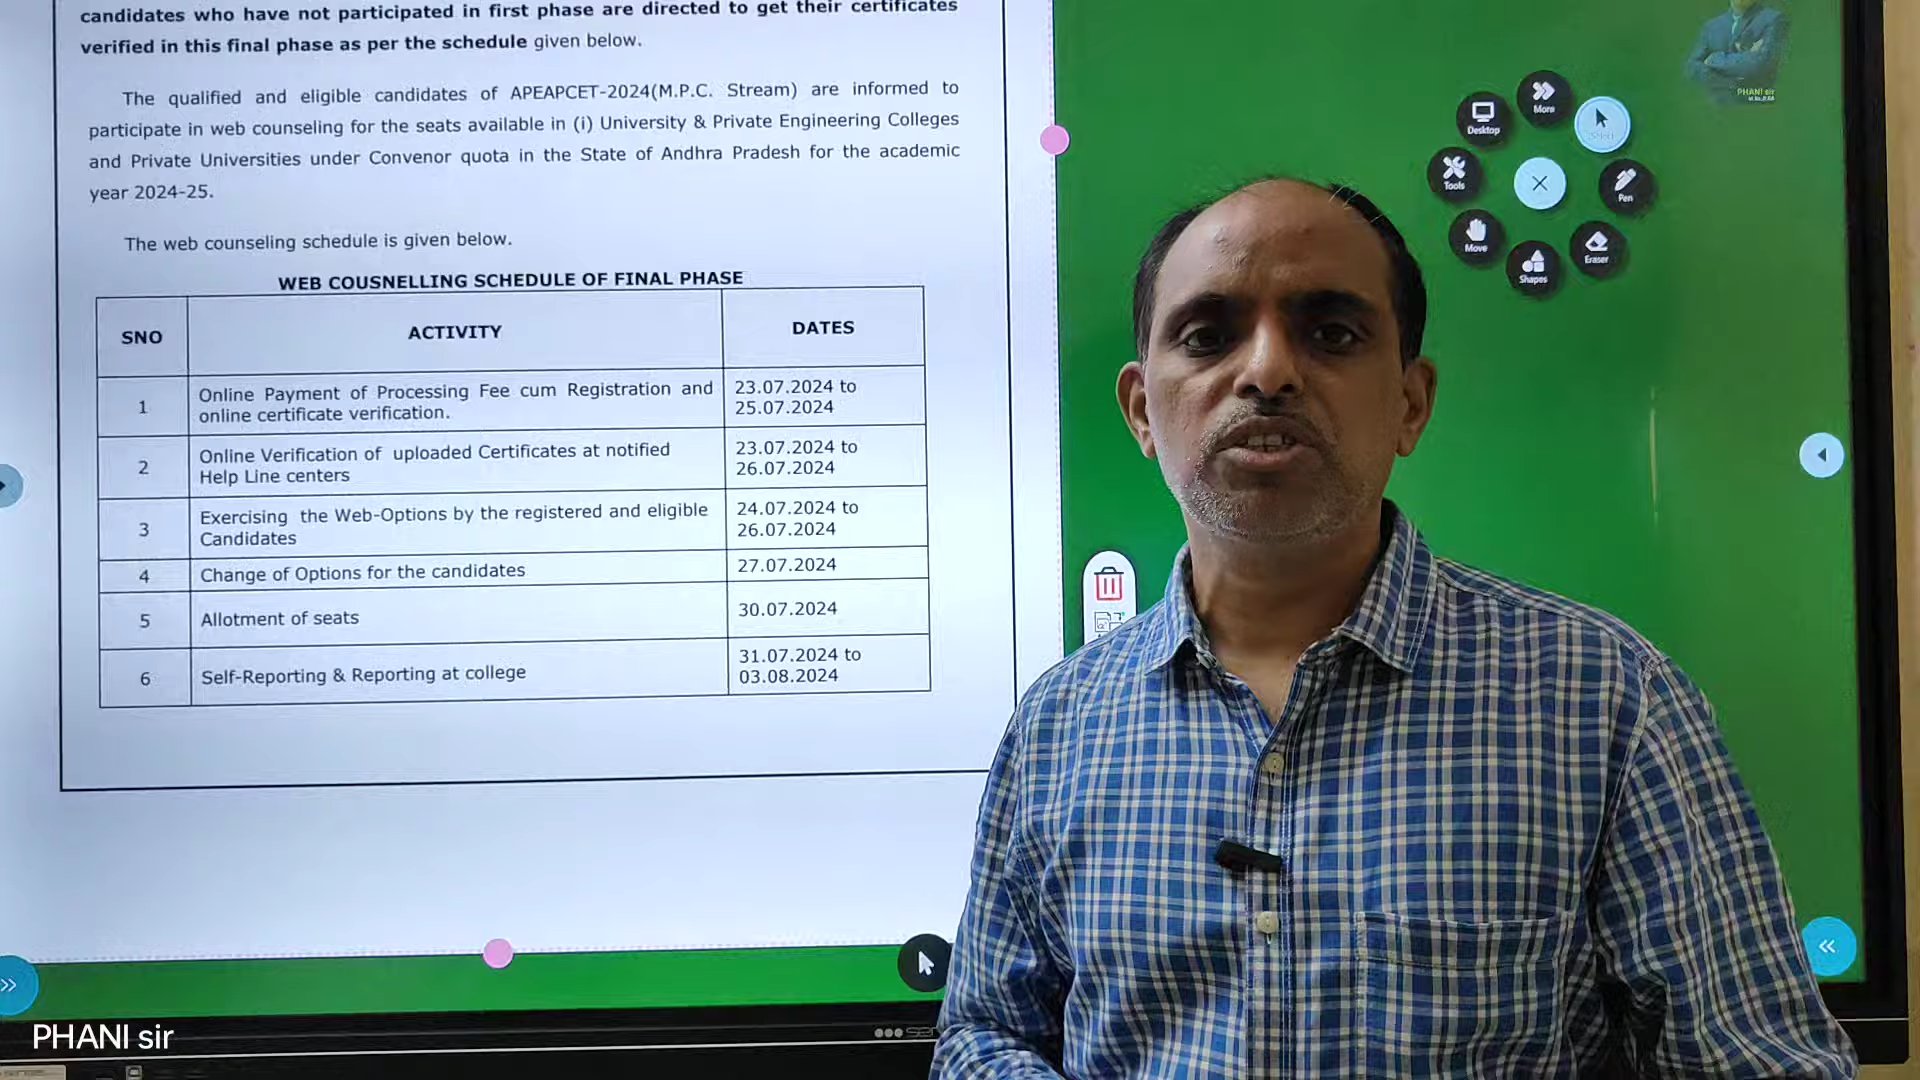 candidates who have not participated in first phase are directed to get their certificates
verified in this final phase as per the schedule given below.
The qualified and eligible candidates of APEAPCET-2024(M.P.C. Stream) are informed to
participate in web counseling for the seats available in (i) University & Private Engineering Colleges
and Private Universities under Convenor quota in the State of Andhra Pradesh for the academic
year 2024-25.
The web counseling schedule is given below.
WEB COUSNELLING SCHEDULE OF FINAL PHASE
SNO ACTIVITY DATES
1 Online Payment of Processing Fee cum Registration and 23.07.2024 to
online certificate verification. 25.07.2024
2 Online Verification of uploaded Certificates at notified 23.07.2024 to
Help Line centers 26.07.2024
3 Exercising the Web-Options by the registered and eligible 24.07.2024 to
Candidates 26.07.2024
4 Change of Options for the candidates 27.07.2024
5 Allotment of seats 30.07.2024
6 Self-Reporting & Reporting at college 31.07.2024 to
03.08.2024
PHANI sir
More
Desktop
Select
Tools
Pen
Move
Eraser
Shapes
PHANI sir